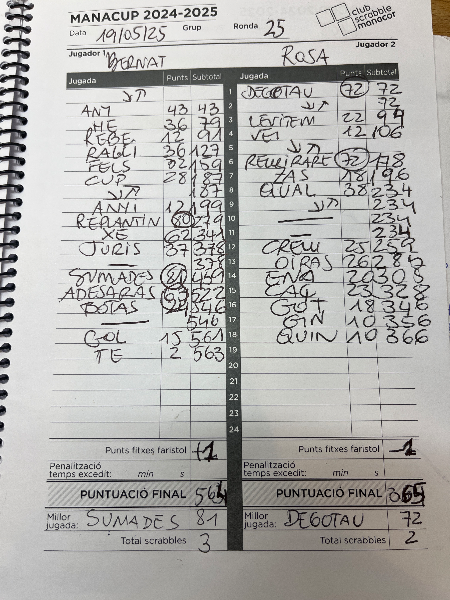 MANACUP 2024-2025
club scrabble manacor
Data 19/05/25 Grup Ronda 25
Jugador 1 BERNAT ROSA Jugador 2
Jugada Punts Subtotal Jugada Punts Subtotal
1 DEGOTAU 72 72
ANY 43 43 2 72
HE 36 79 3 LEVITEM 22 94
REBE 12 91 4 VEI 12 106
RALLI 36 127 5
FELS 32 159 6 72 178
CUP 28 187 7 ZAS 18 196
187 8 QUAL 38 234
ANYI 12 199 9 234
REPLANTIN 80 279 10 — 234
XE 62 341 11 — 234
JURIS 37 378 12 25 259
— 378 13 OIRAS 26 285
SUMADES 81 459 14 ENA 20 305
ADESARAS 63 522 15 23 328
BOTAS 24 546 16 GOT 18 346
— 546 17 GIN 10 356
GOL 15 561 18 QUIN 10 366
TE 2 563 19
20
21
22
23
24
Punts fitxes faristol +1 Punts fitxes faristol -1
Penalització temps excedit: min s Penalització temps excedit: min s
PUNTUACIÓ FINAL 564 PUNTUACIÓ FINAL 365
Millor jugada: SUMADES 81 Millor jugada: DEGOTAU 72
Total scrabbles 3 Total scrabbles 2